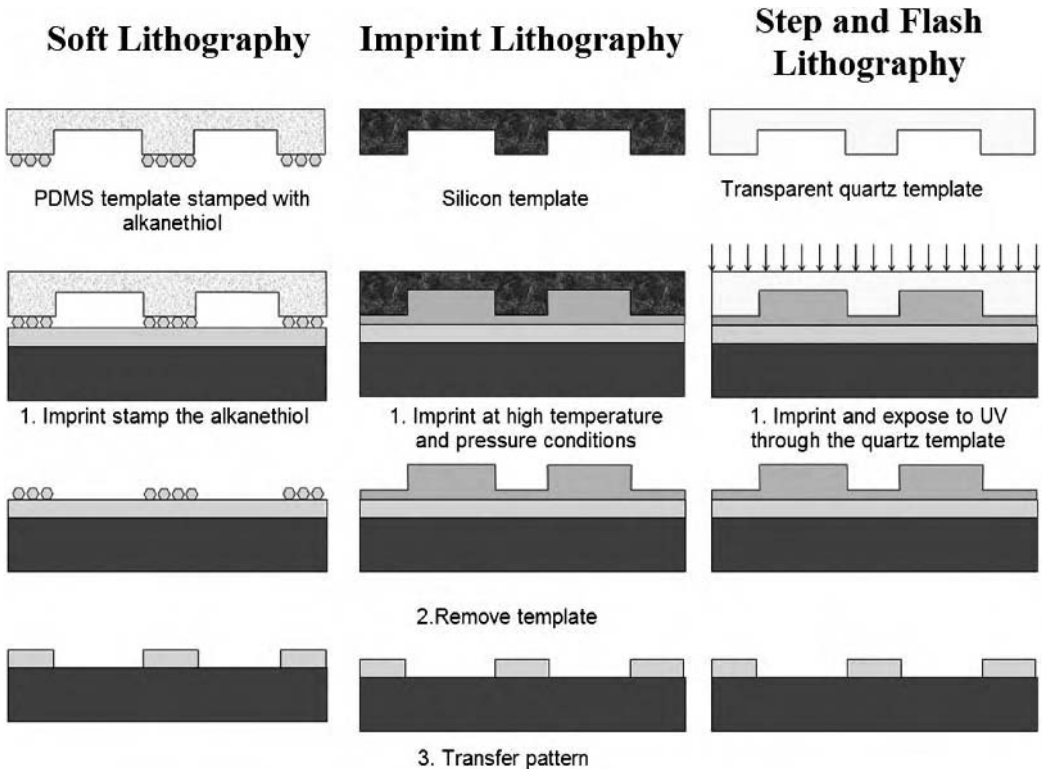 Soft Lithography
Imprint Lithography
Step and Flash
Lithography
PDMS template stamped with
alkanethiol
Silicon template
Transparent quartz template
1. Imprint stamp the alkanethiol
1. Imprint at high temperature
and pressure conditions
1. Imprint and expose to UV
through the quartz template
2.Remove template
3. Transfer pattern